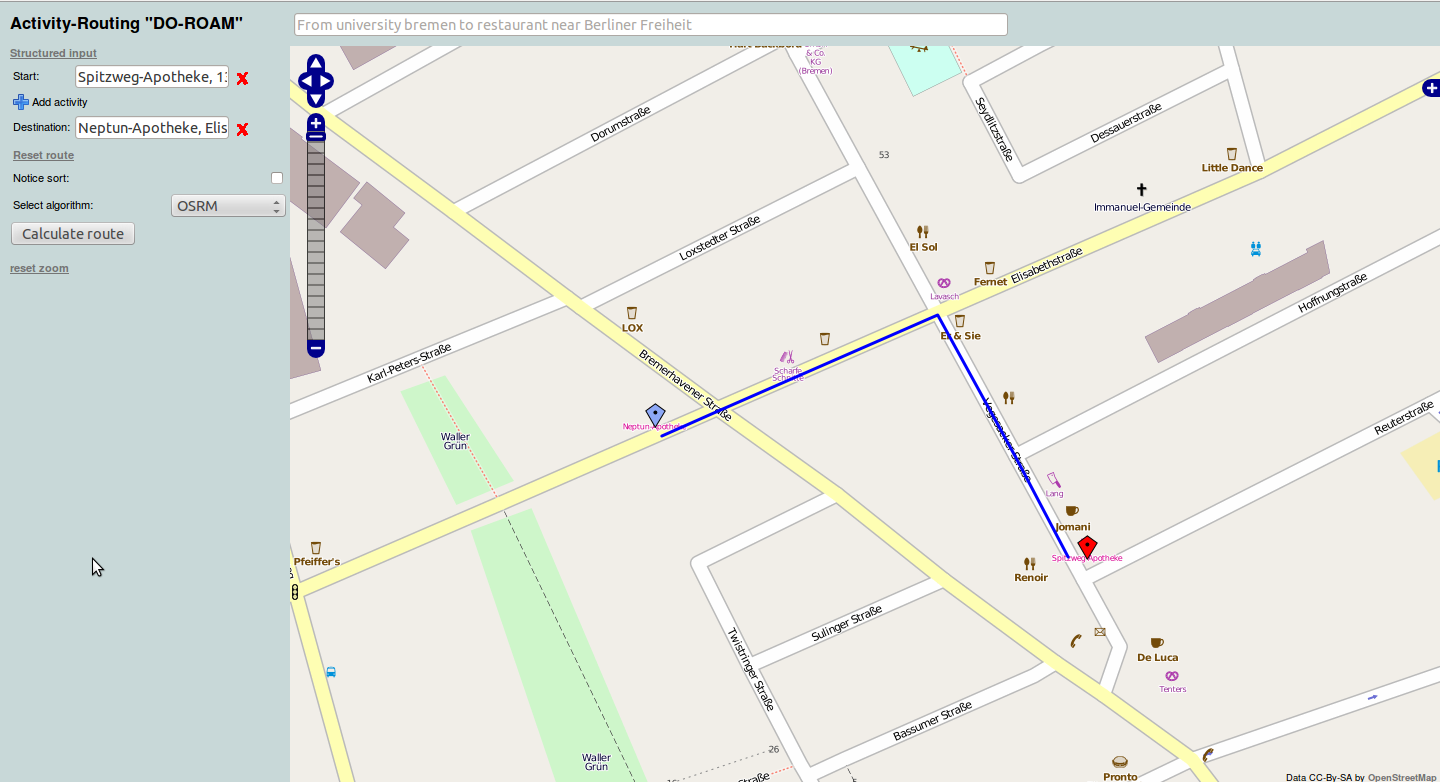 Activity-Routing "DO-ROAM"
From university bremen to restaurant near Berliner Freiheit
Structured input
Start:
Spitzweg-Apotheke, 13
Add activity
Destination:
Neptun-Apotheke, Elis
Reset route
Notice sort:
Select algorithm:
OSRM
Calculate route
reset zoom
& Co.
KG
(Bremen)
Dorumstraße
Seydlitzstraße
Dessauerstraße
53
Little Dance
Immanuel-Gemeinde
Loxstedter Straße
El Sol
Elisabethstraße
Fernet
Lavasch
Hoffnungstraße
LOX
Er & Sie
Karl-Peters-Straße
Bremerhavener Straße
Scharfe
Schnitte
Vegesacker Straße
Reuterstraße
Neptun-Apotheke
Waller
Grün
Lang
Jomani
Spitzweg-Apotheke
Pfeiffer's
Renoir
Sulinger Straße
Twistringer Straße
De Luca
Tenters
Bassumer Straße
26
Waller
Grün
Straße
Pronto
Data CC-By-SA by OpenStreetMap